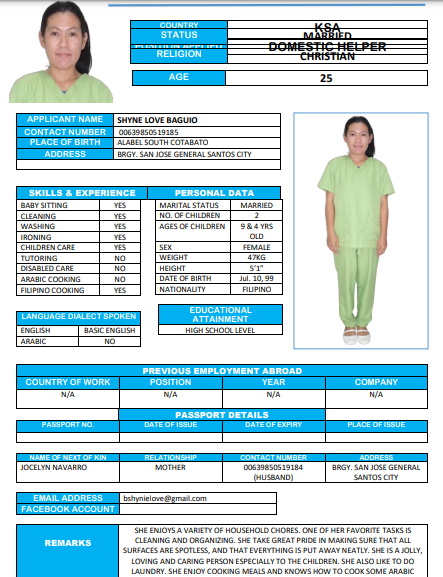 COUNTRY KSA
STATUS MARRIED
POSITION APPLIED DOMESTIC HELPER
RELIGION CHRISTIAN
AGE 25
APPLICANT NAME SHYNE LOVE BAGUIO
CONTACT NUMBER 00639850519185
PLACE OF BIRTH ALABEL SOUTH COTABATO
ADDRESS BRGY. SAN JOSE GENERAL SANTOS CITY
SKILLS & EXPERIENCE
BABY SITTING YES
CLEANING YES
WASHING YES
IRONING YES
CHILDREN CARE YES
TUTORING NO
DISABLED CARE NO
ARABIC COOKING NO
FILIPINO COOKING YES
PERSONAL DATA
MARITAL STATUS MARRIED
NO. OF CHILDREN 2
AGES OF CHILDREN 9 & 4 YRS
OLD
SEX FEMALE
WEIGHT 47KG
HEIGHT 5'1"
DATE OF BIRTH Jul. 10, 99
NATIONALITY FILIPINO
LANGUAGE DIALECT SPOKEN
ENGLISH BASIC ENGLISH
ARABIC NO
EDUCATIONAL
ATTAINMENT
HIGH SCHOOL LEVEL
PREVIOUS EMPLOYMENT ABROAD
COUNTRY OF WORK POSITION YEAR COMPANY
N/A N/A N/A N/A
PASSPORT DETAILS
PASSPORT NO. DATE OF ISSUE DATE OF EXPIRY PLACE OF ISSUE
NAME OF NEXT OF KIN RELATIONSHIP CONTACT NUMBER ADDRESS
JOCELYN NAVARRO MOTHER 00639850519184 BRGY. SAN JOSE GENERAL
(HUSBAND) SANTOS CITY
EMAIL ADDRESS bshynielove@gmail.com
FACEBOOK ACCOUNT
REMARKS
SHE ENJOYS A VARIETY OF HOUSEHOLD CHORES. ONE OF HER FAVORITE TASKS IS
CLEANING AND ORGANIZING. SHE TAKE GREAT PRIDE IN MAKING SURE THAT ALL
SURFACES ARE SPOTLESS, AND THAT EVERYTHING IS PUT AWAY NEATLY. SHE IS A JOLLY,
LOVING AND CARING PERSON ESPECIALLY TO THE CHILDREN. SHE ALSO LIKE TO DO
LAUNDRY. SHE ENJOY COOKING MEALS AND KNOWS HOW TO COOK SOME ARABIC